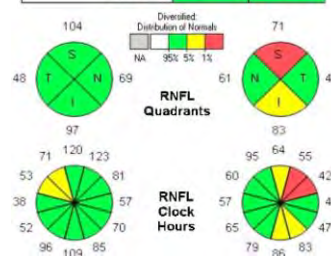 Diversified:
Distribution of Normals
NA 95% 5% 1%
104
S
48 T N 69
I
97
RNFL
Quadrants
71
S
61 N T 4
I
83
120
71 123
53 81
38 57
52 70
96 85
109
RNFL
Clock
Hours
64
95 55
60 42
57 4
65 47
79 83
86